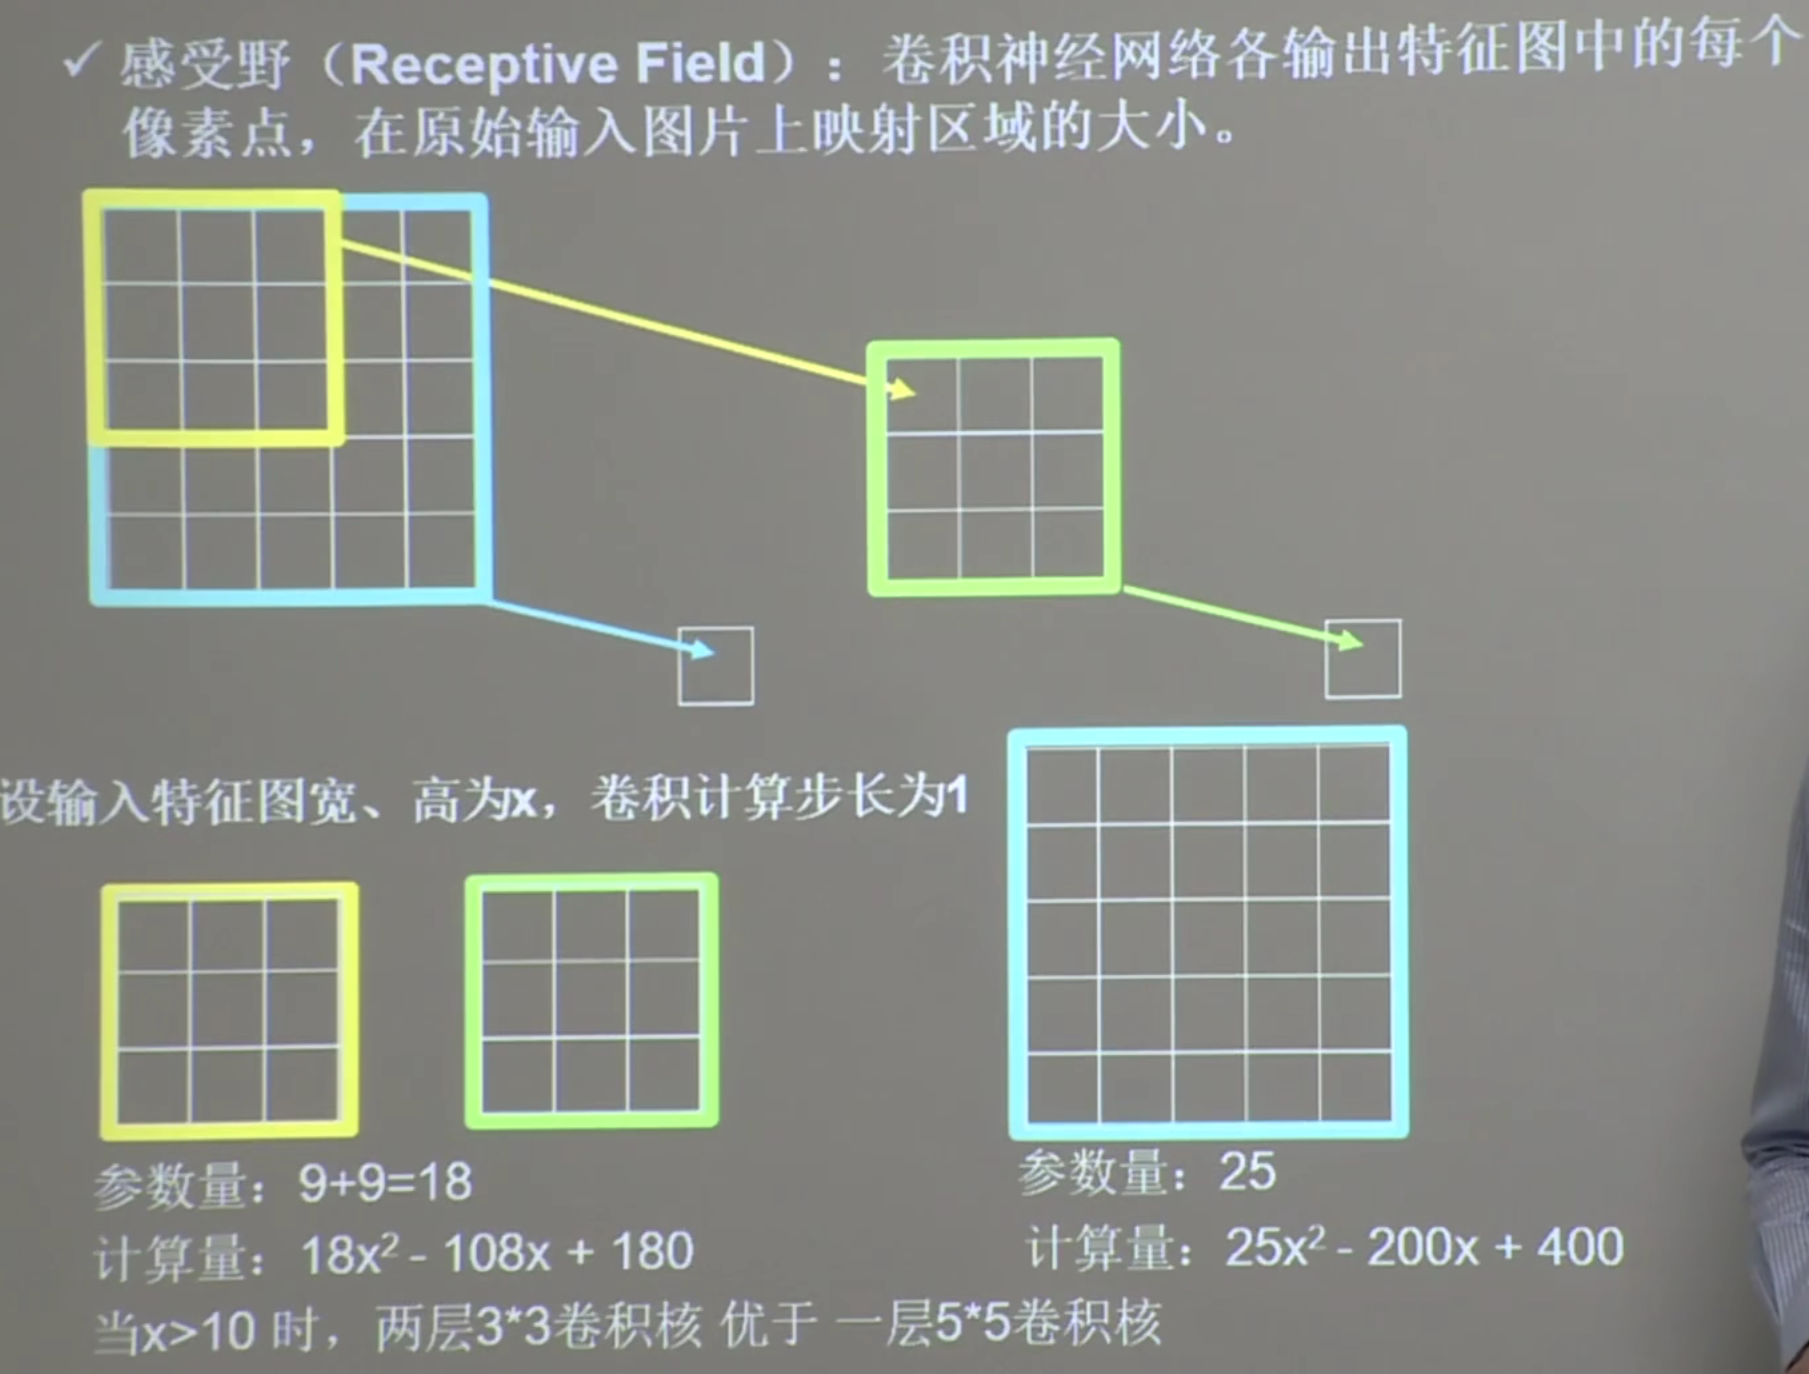 ✓ 感受野（Receptive Field）：卷积神经网络各输出特征图中的每个
像素点，在原始输入图片上映射区域的大小。
设输入特征图宽、高为x，卷积计算步长为1
参数量：9+9=18
计算量：18x² - 108x + 180
参数量：25
计算量：25x² - 200x + 400
当x>10 时，两层3*3卷积核 优于 一层5*5卷积核